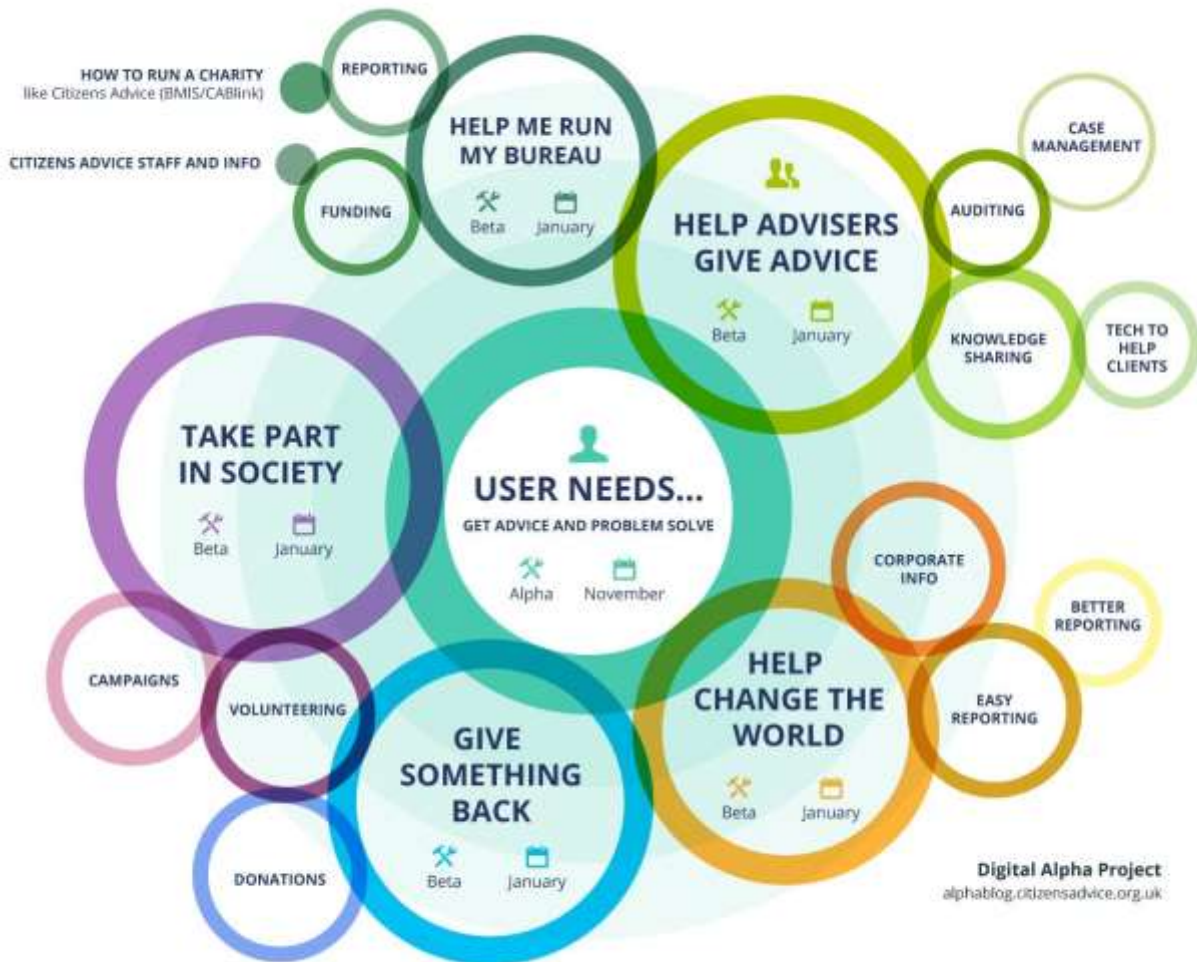 HOW TO RUN A CHARITY
like Citizens Advice (BMIS/CABlink)
CITIZENS ADVICE STAFF AND INFO
REPORTING
FUNDING
HELP ME RUN
MY BUREAU
Beta
January
HELP ADVISERS
GIVE ADVICE
Beta
January
CASE
MANAGEMENT
AUDITING
KNOWLEDGE
SHARING
TECH TO
HELP
CLIENTS
TAKE PART
IN SOCIETY
Beta
January
USER NEEDS...
GET ADVICE AND PROBLEM SOLVE
Alpha
November
CORPORATE
INFO
BETTER
REPORTING
EASY
REPORTING
HELP
CHANGE THE
WORLD
Beta
January
CAMPAIGNS
VOLUNTEERING
GIVE
SOMETHING
BACK
Beta
January
DONATIONS
Digital Alpha Project
alphablog.citizensadvice.org.uk